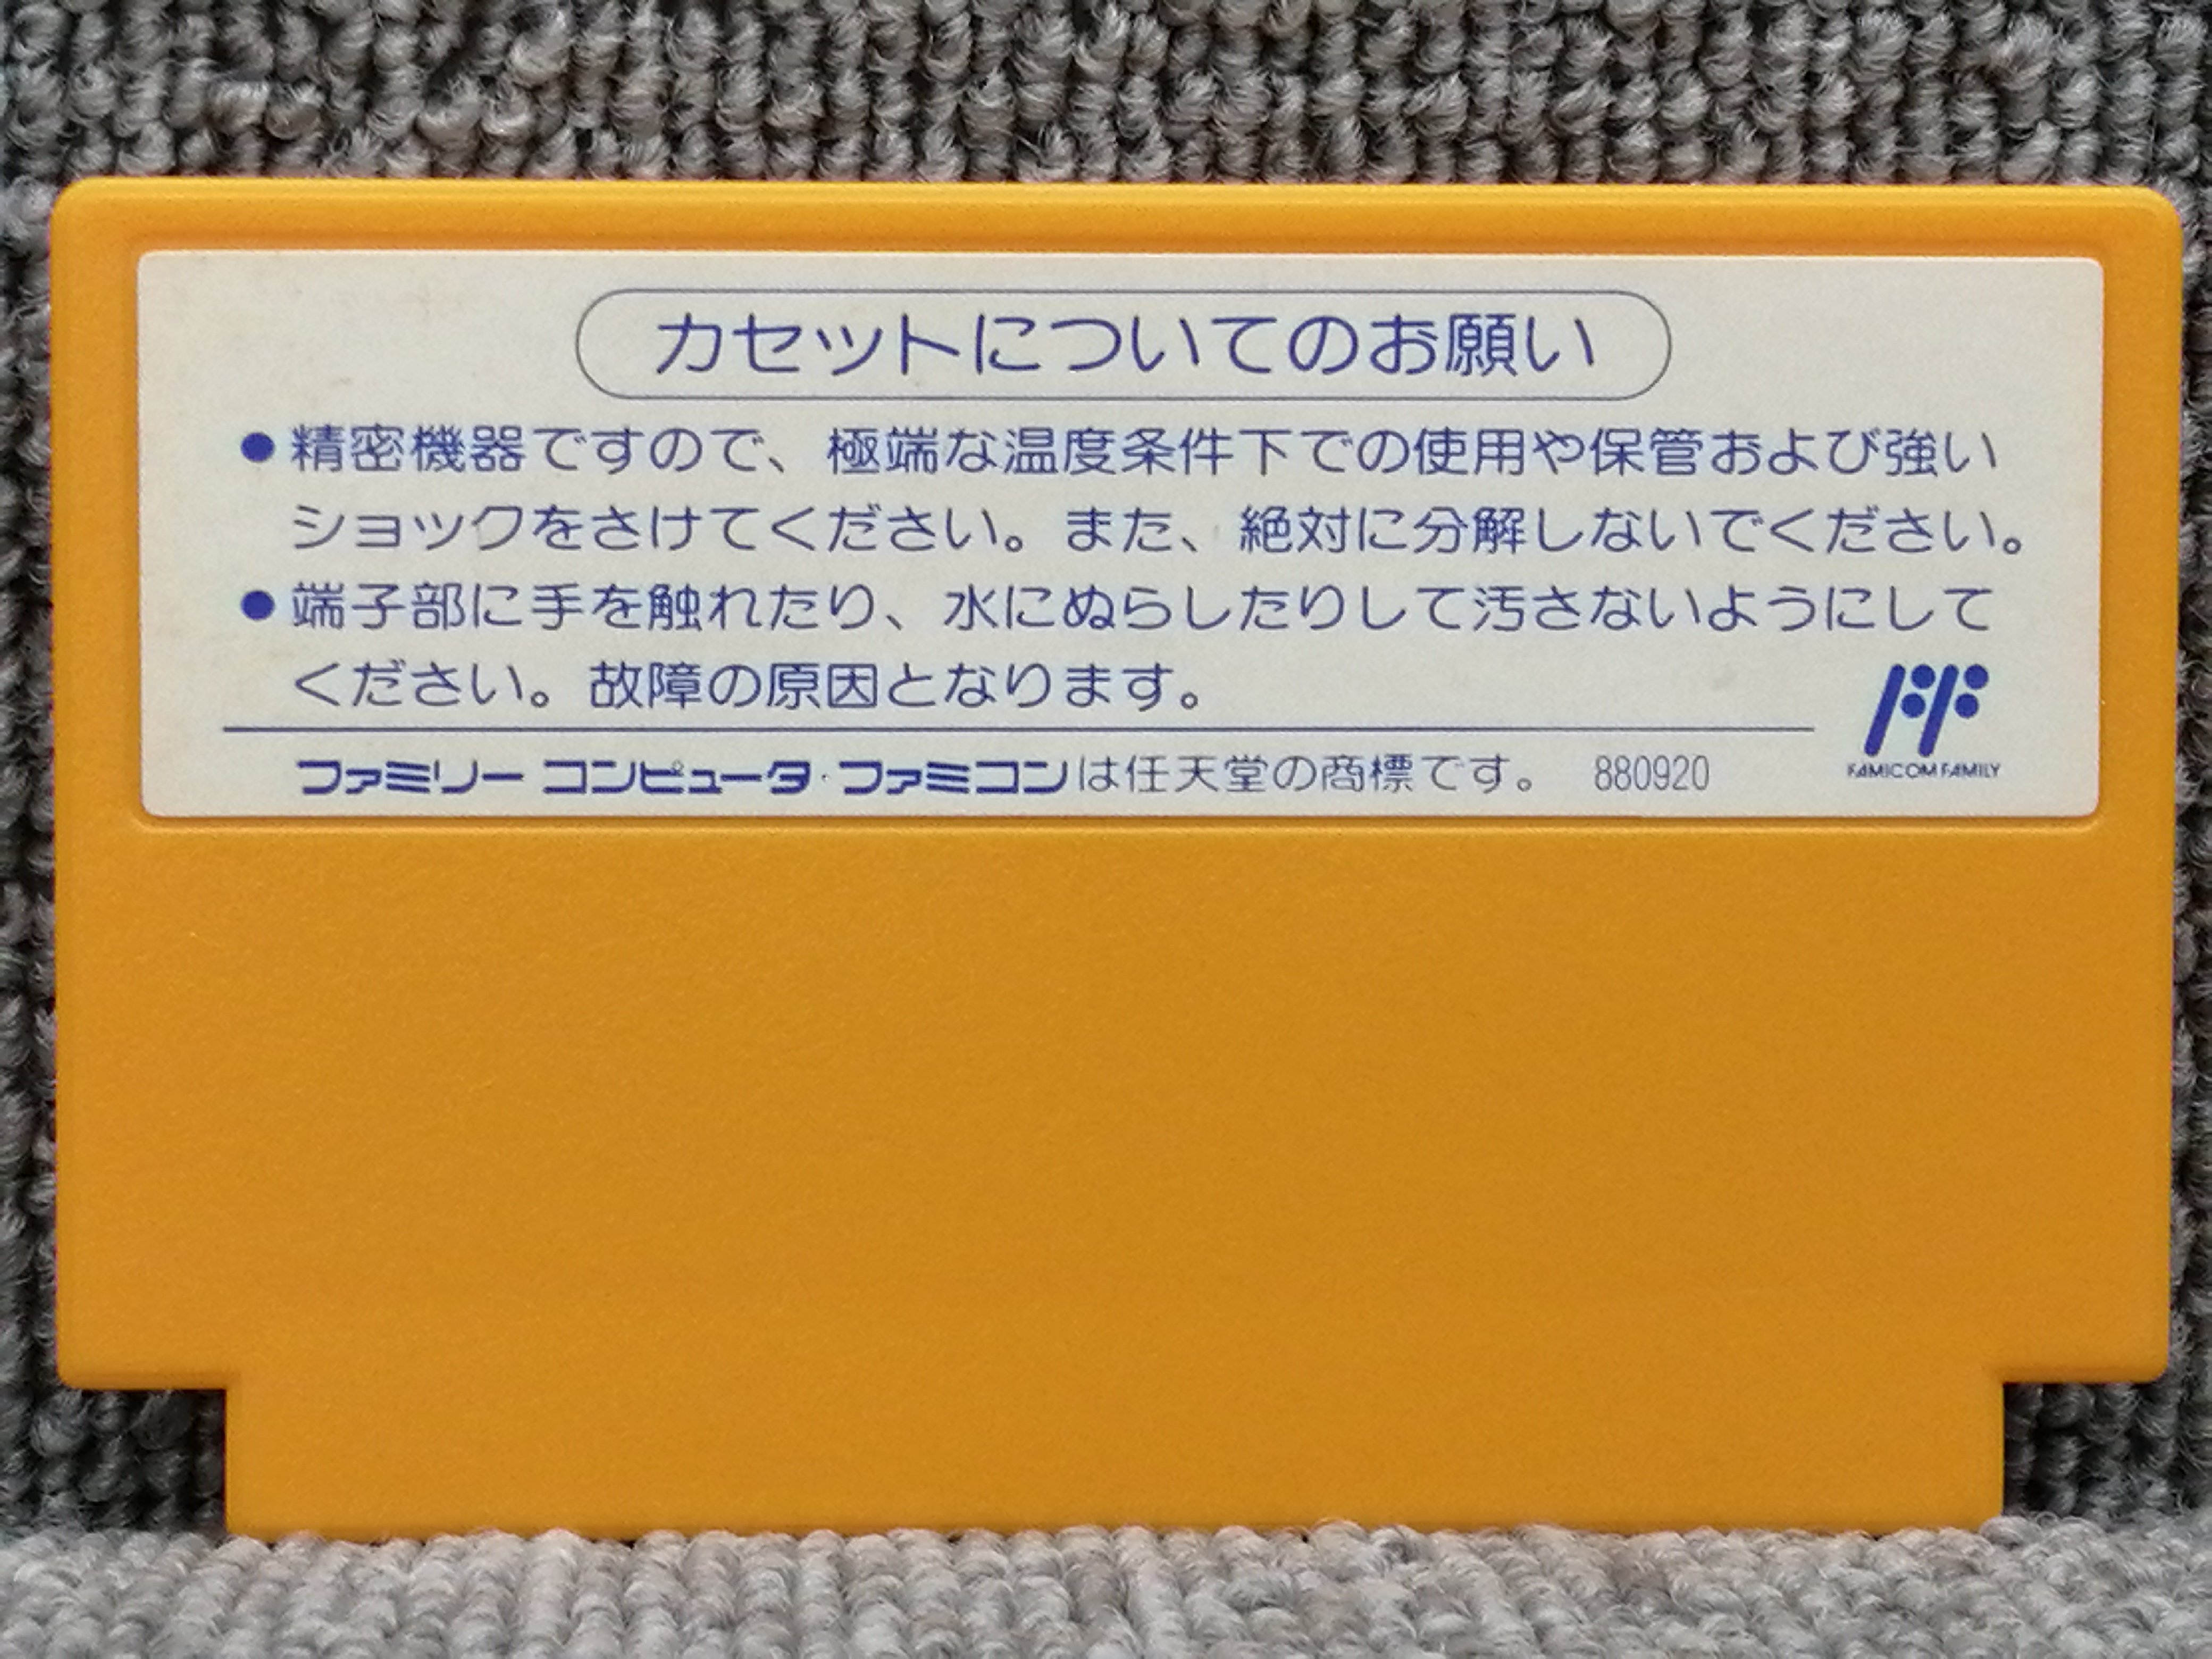 カセットについてのお願い
●精密機器ですので、極端な温度条件下での使用や保管および強い
ショックをさけてください。また、絶対に分解しないでください。
●端子部に手を触れたり、水にぬらしたりして汚さないようにして
ください。故障の原因となります。
ファミリー コンピュータ・ファミコンは任天堂の商標です。 880920
FF
FAMICOM FAMILY